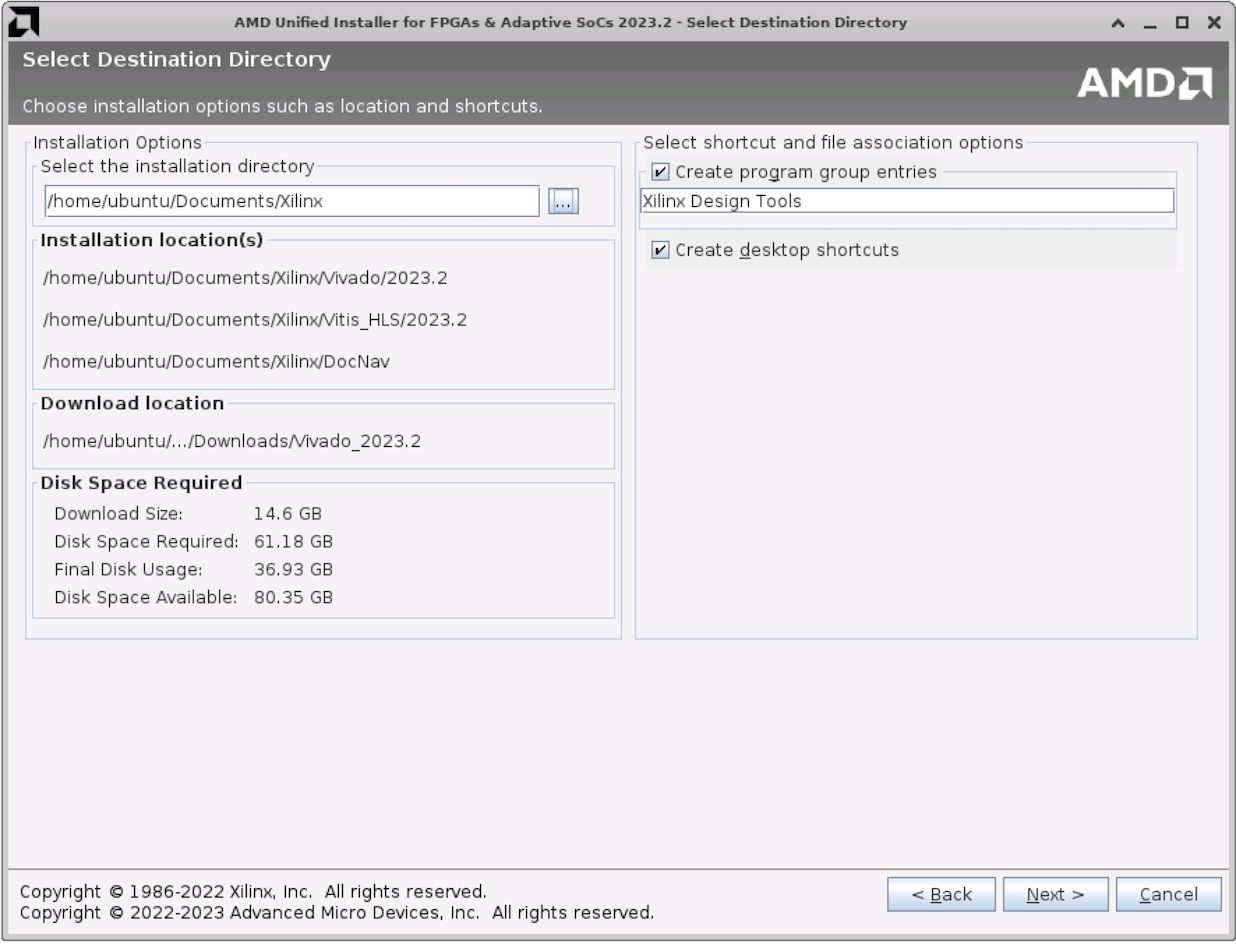 AMD Unified Installer for FPGAs & Adaptive SoCs 2023.2 - Select Destination Directory
Select Destination Directory
AMD
Choose installation options such as location and shortcuts.
Installation Options
Select the installation directory
/home/ubuntu/Documents/Xilinx
...
Installation location(s)
/home/ubuntu/Documents/Xilinx/Vivado/2023.2
/home/ubuntu/Documents/Xilinx/Vitis_HLS/2023.2
/home/ubuntu/Documents/Xilinx/DocNav
Download location
/home/ubuntu/.../Downloads/Vivado_2023.2
Disk Space Required
Download Size: 14.6 GB
Disk Space Required: 61.18 GB
Final Disk Usage: 36.93 GB
Disk Space Available: 80.35 GB
Select shortcut and file association options
Create program group entries
Xilinx Design Tools
Create desktop shortcuts
Copyright © 1986-2022 Xilinx, Inc.  All rights reserved.
Copyright © 2022-2023 Advanced Micro Devices, Inc.  All rights reserved.
< Back
Next >
Cancel